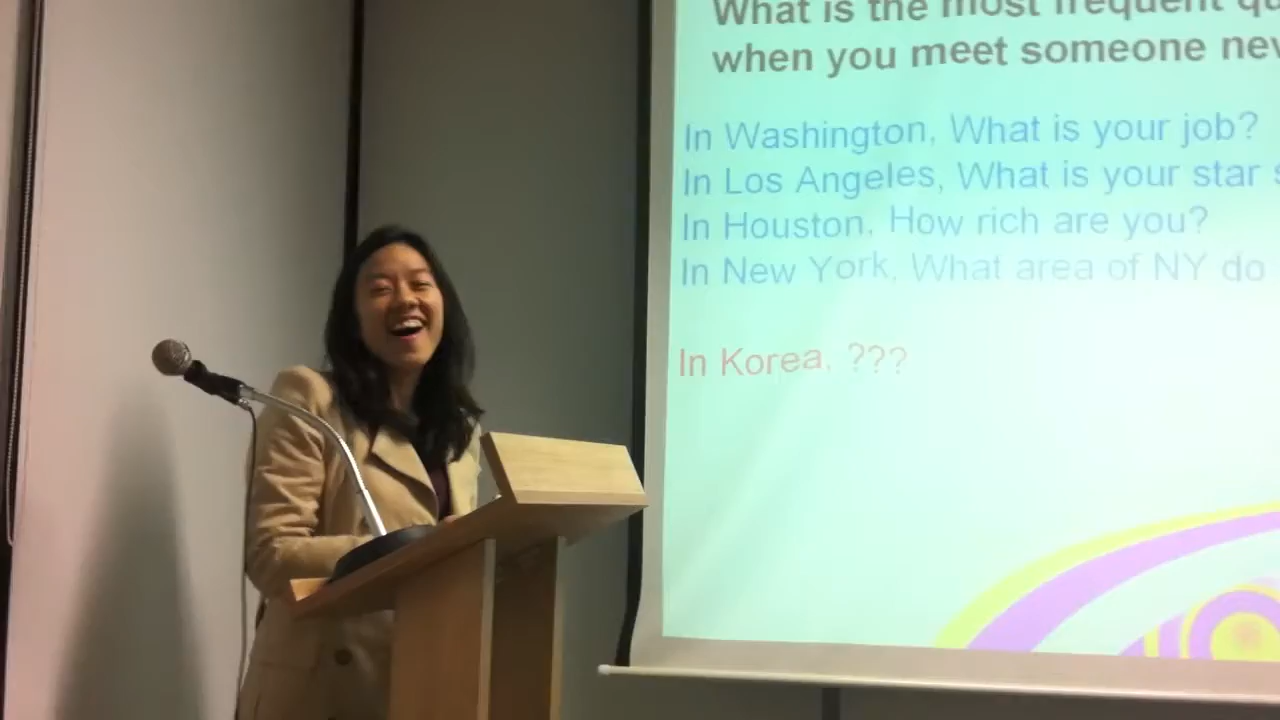 What is the most frequent
when you meet someone
In Washington, What is your job?
In Los Angeles, What is your star
In Houston, How rich are you?
In New York, What area of NY do
In Korea, ???